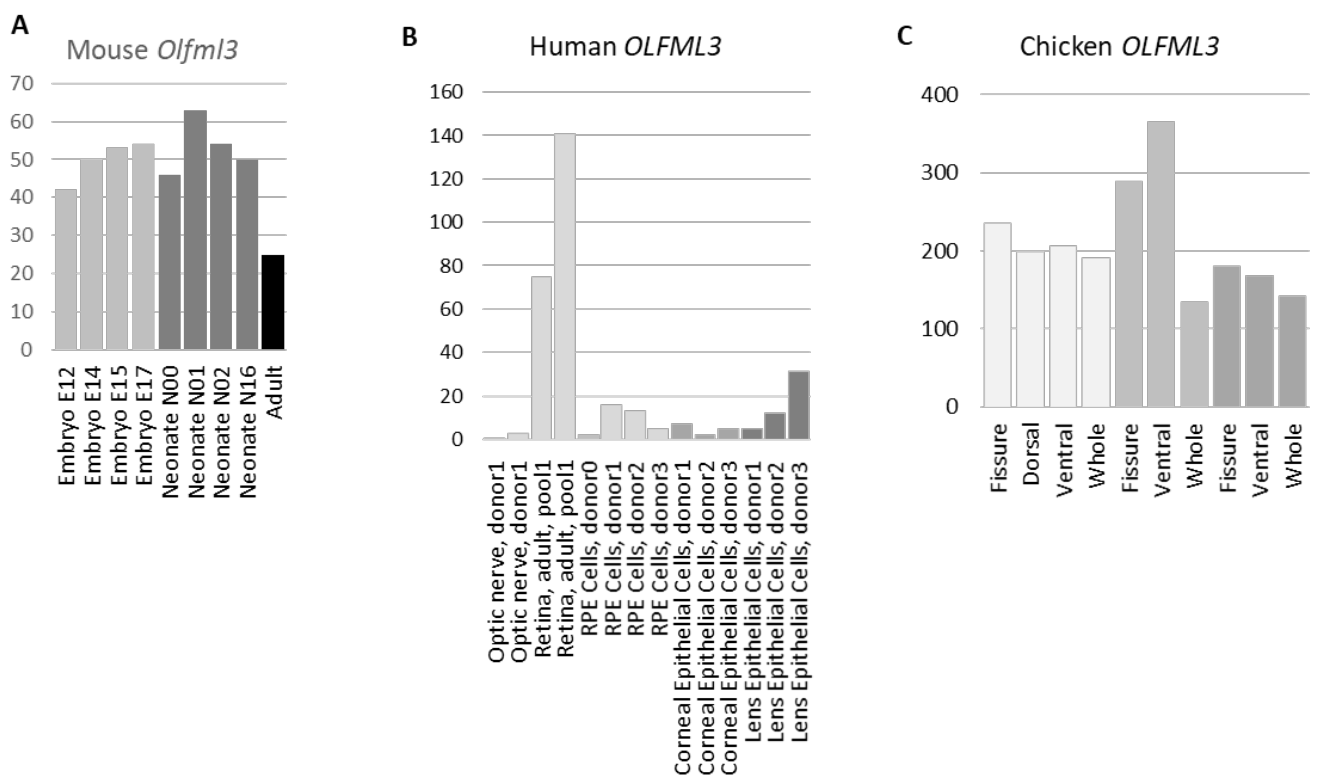 A
Mouse Olfml3
70
60
50
40
30
20
10
0
Embryo E12
Embryo E14
Embryo E15
Embryo E17
Neonate N00
Neonate N01
Neonate N02
Neonate N16
Adult
B
Human OLFML3
160
140
120
100
80
60
40
20
0
Optic nerve, donor1
Optic nerve, donor1
Retina, adult, pool1
Retina, adult, pool1
RPE Cells, donor0
RPE Cells, donor1
RPE Cells, donor2
RPE Cells, donor3
Corneal Epithelial Cells, donor1
Corneal Epithelial Cells, donor2
Corneal Epithelial Cells, donor3
Lens Epithelial Cells, donor1
Lens Epithelial Cells, donor2
Lens Epithelial Cells, donor3
C
Chicken OLFML3
400
300
200
100
0
Fissure
Dorsal
Ventral
Whole
Fissure
Ventral
Whole
Fissure
Ventral
Whole